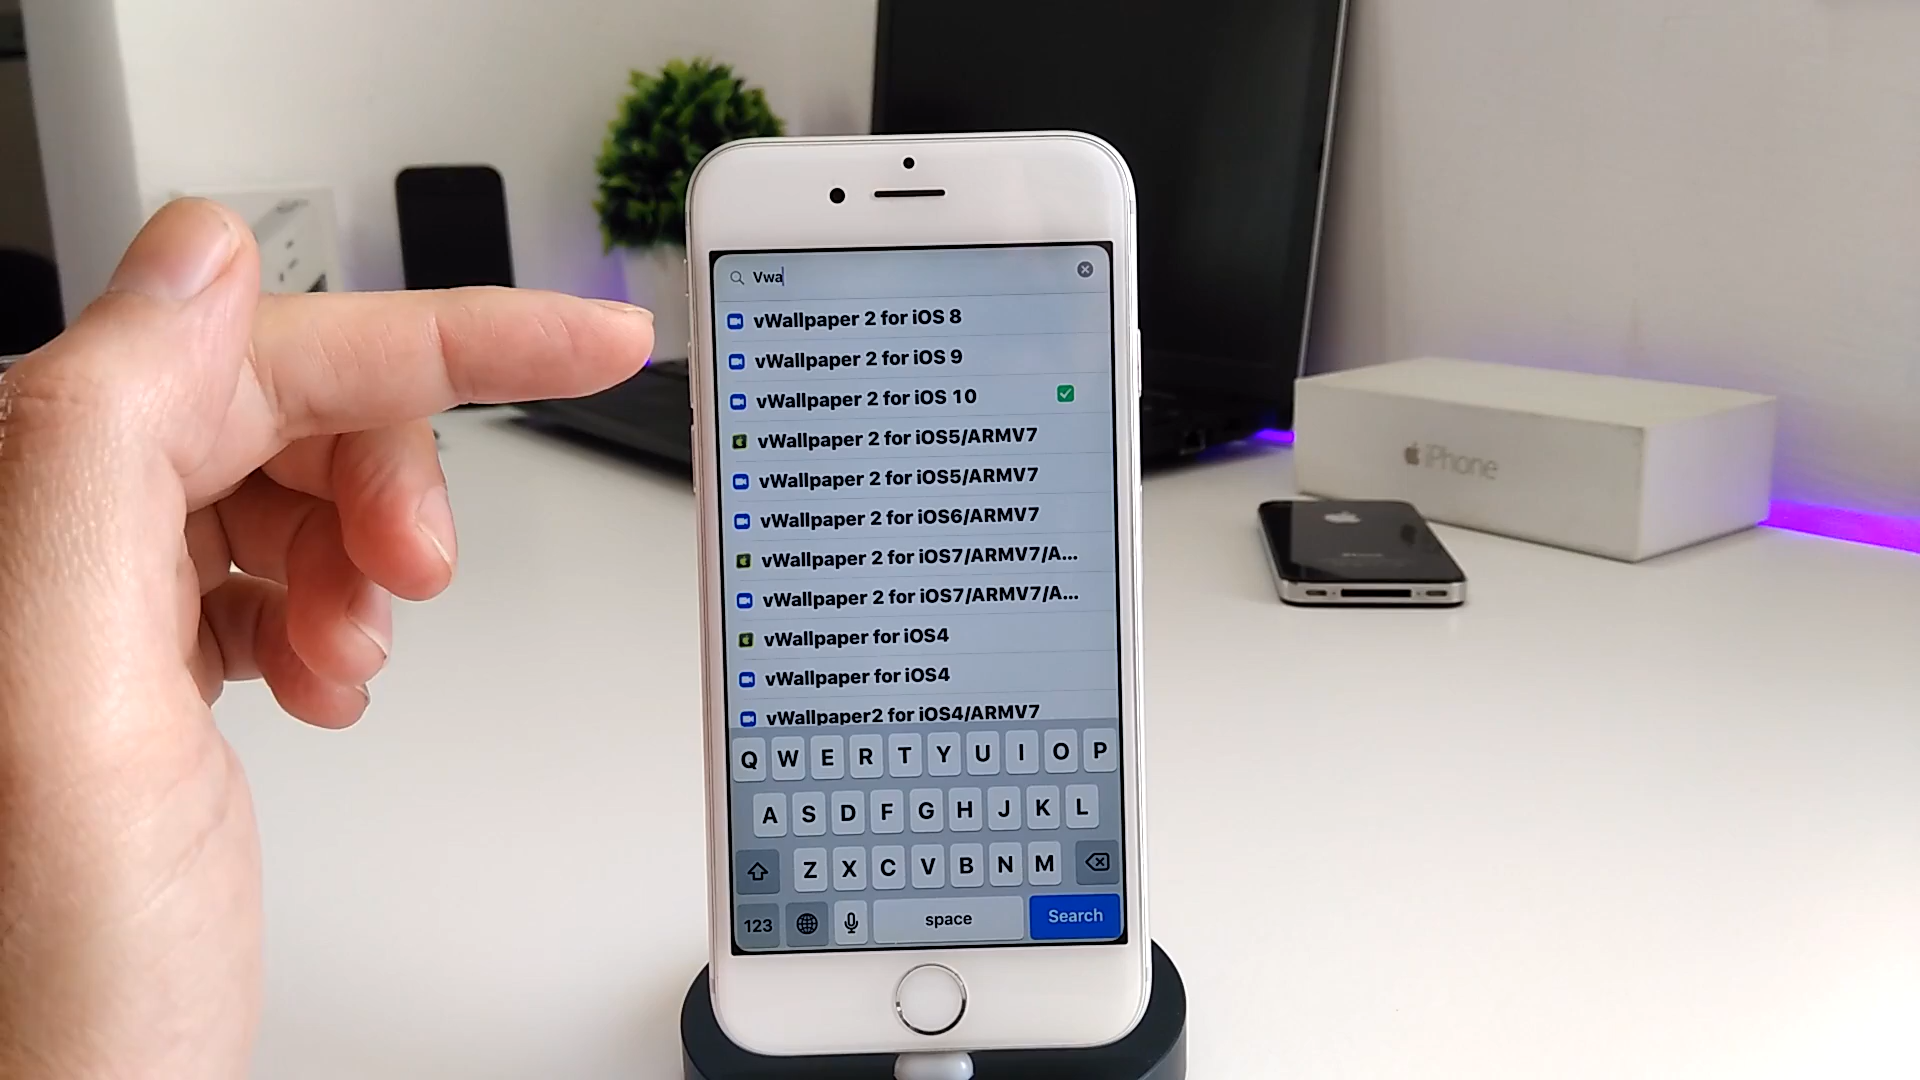 Vwa
vWallpaper 2 for iOS 8
vWallpaper 2 for iOS 9
vWallpaper 2 for iOS 10
vWallpaper 2 for iOS5/ARMV7
vWallpaper 2 for iOS5/ARMV7
vWallpaper 2 for iOS6/ARMV7
vWallpaper 2 for iOS7/ARMV7/A...
vWallpaper 2 for iOS7/ARMV7/A...
vWallpaper for iOS4
vWallpaper for iOS4
vWallpaper2 for iOS4/ARMV7
Q W E R T Y U I O P
A S D F G H J K L
Z X C V B N M
123 space Search
iPhone